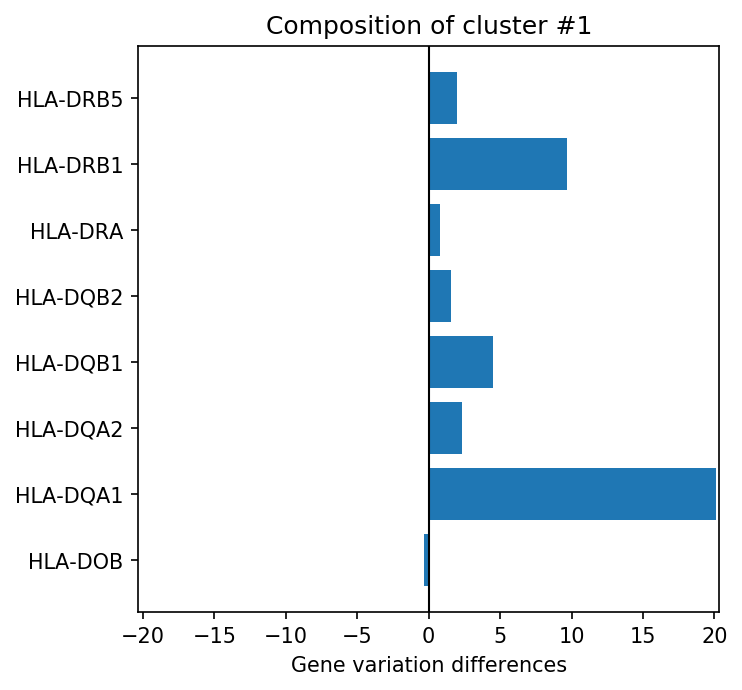 Composition of cluster #1
HLA-DRB5
HLA-DRB1
HLA-DRA
HLA-DQB2
HLA-DQB1
HLA-DQA2
HLA-DQA1
HLA-DOB
−20 −15 −10 −5 0 5 10 15 20
Gene variation differences